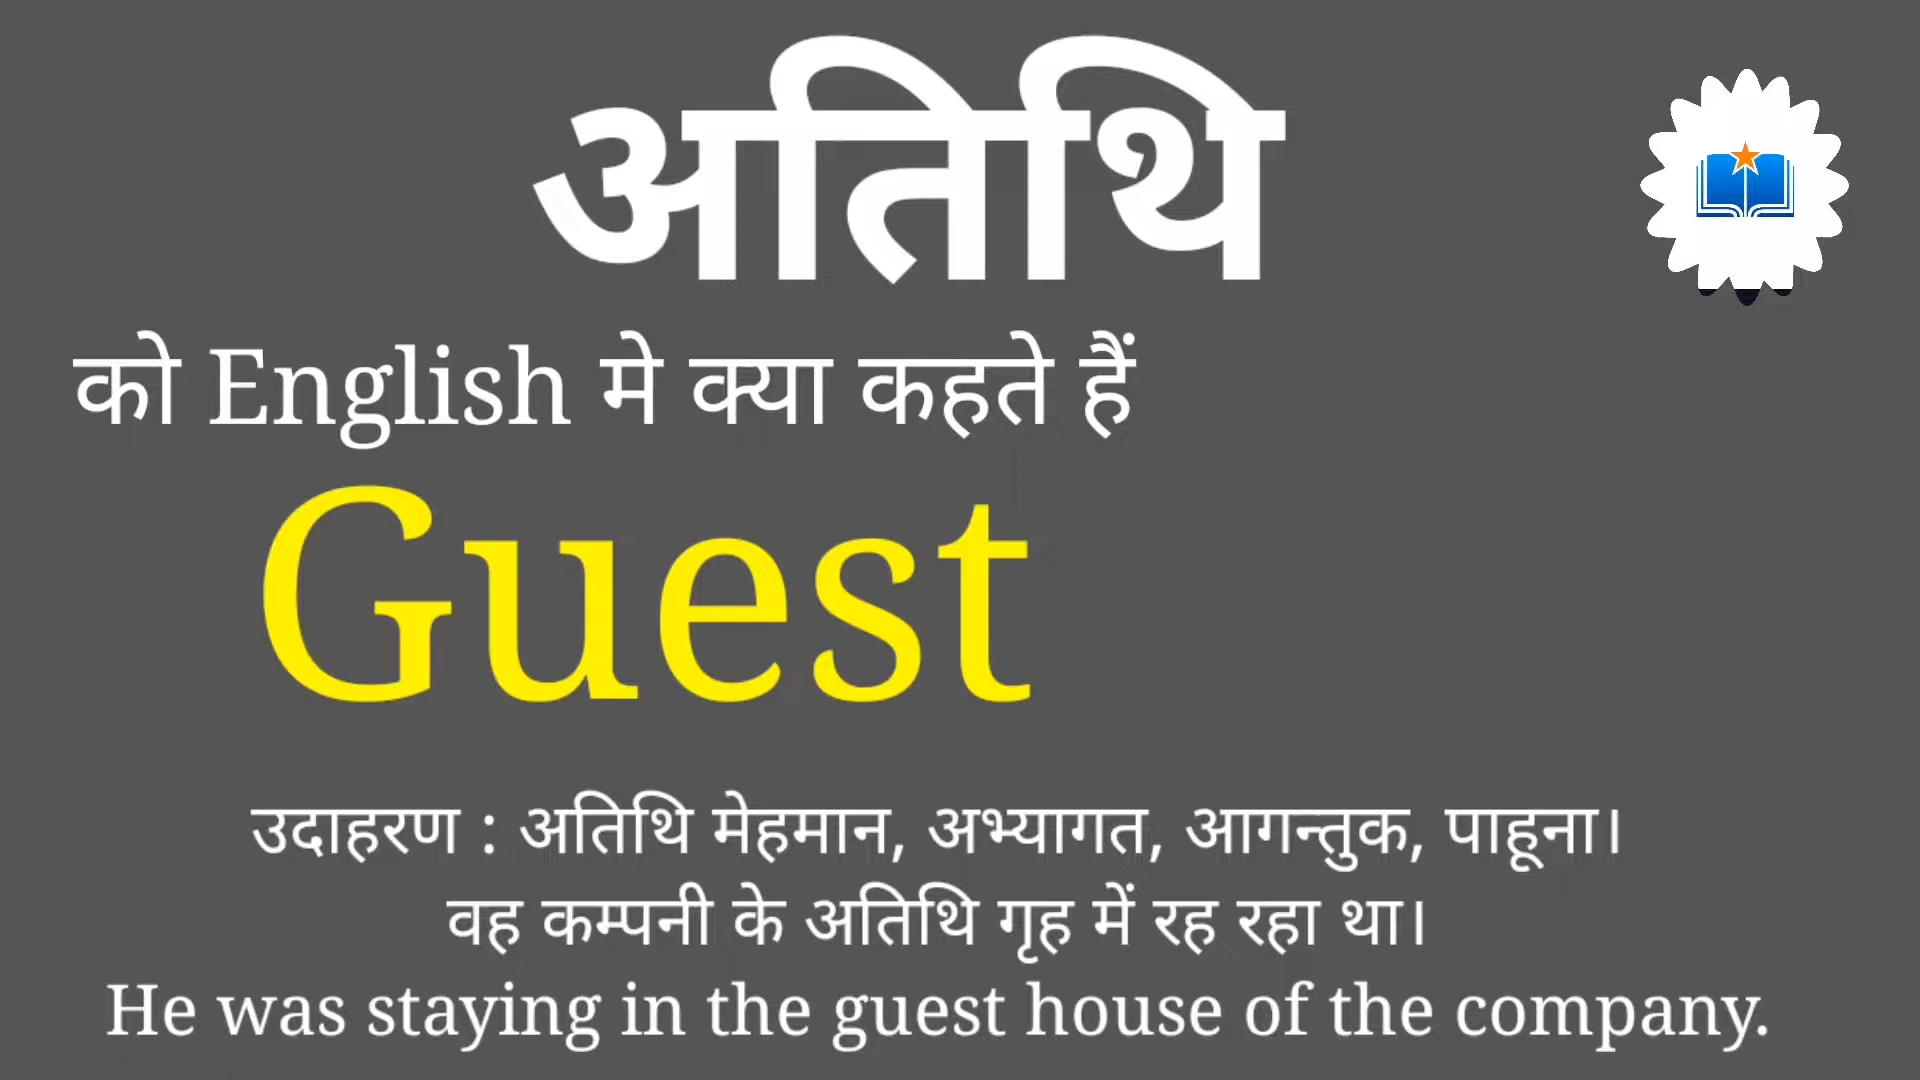 अतिथि
को English मे क्या कहते हैं
Guest
उदाहरण : अतिथि मेहमान, अभ्यागत, आगन्तुक, पाहूना।
वह कम्पनी के अतिथि गृह में रह रहा था।
He was staying in the guest house of the company.